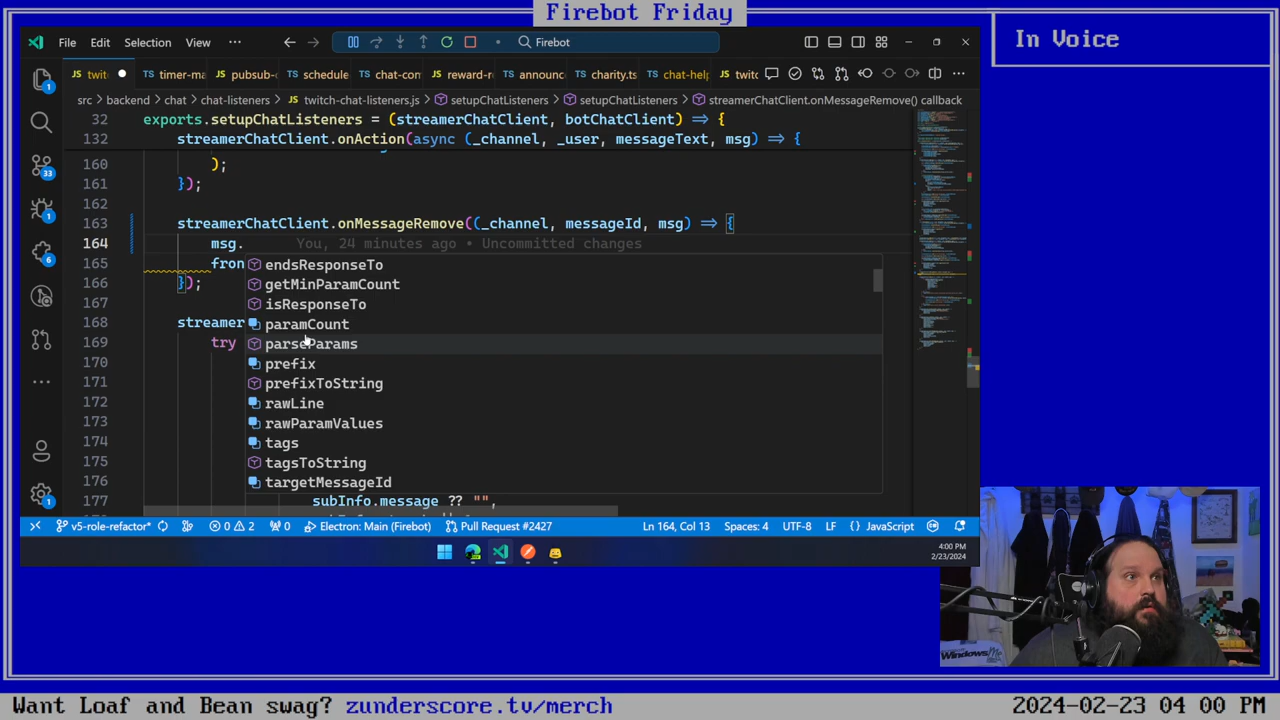 Firebot Friday
In Voice
File Edit Selection View ... Firebot
twit timer-ma pubsub- schedule chat-con reward-r announc charity.ts chat-help twitc
src > backend > chat > chat-listeners > twitch-chat-listeners.js > setupChatListeners > setupChatListeners > streamerChatClient.onMessageRemove() callback
32 exports.setupChatListeners = (streamerChatClient, botChatClient) => {
132 streamerChatClient.onAction(async (_channel, _user, messageText, msg) => {
160 );
161 });
162
163 streamerChatClient.onMessageRemove((_channel, messageId, msg) => {
164 msg.
165 fron
166 });
167
168 streamer
169 try
170
171
172
173
174
175
176
177 subInfo.message ?? "",
endsResponseTo
getMinParamCount
isResponseTo
paramCount
parseParams
prefix
prefixToString
rawLine
rawParamValues
tags
tagsToString
targetMessageId
v5-role-refactor* 0 2 0 Electron: Main (Firebot) Pull Request #2427 Ln 164, Col 13 Spaces: 4 UTF-8 LF {} JavaScript
4:00 PM
2/23/2024
Windows Me
Want Loaf and Bean swag? zunderscore.tv/merch 2024-02-23 04 00 PM